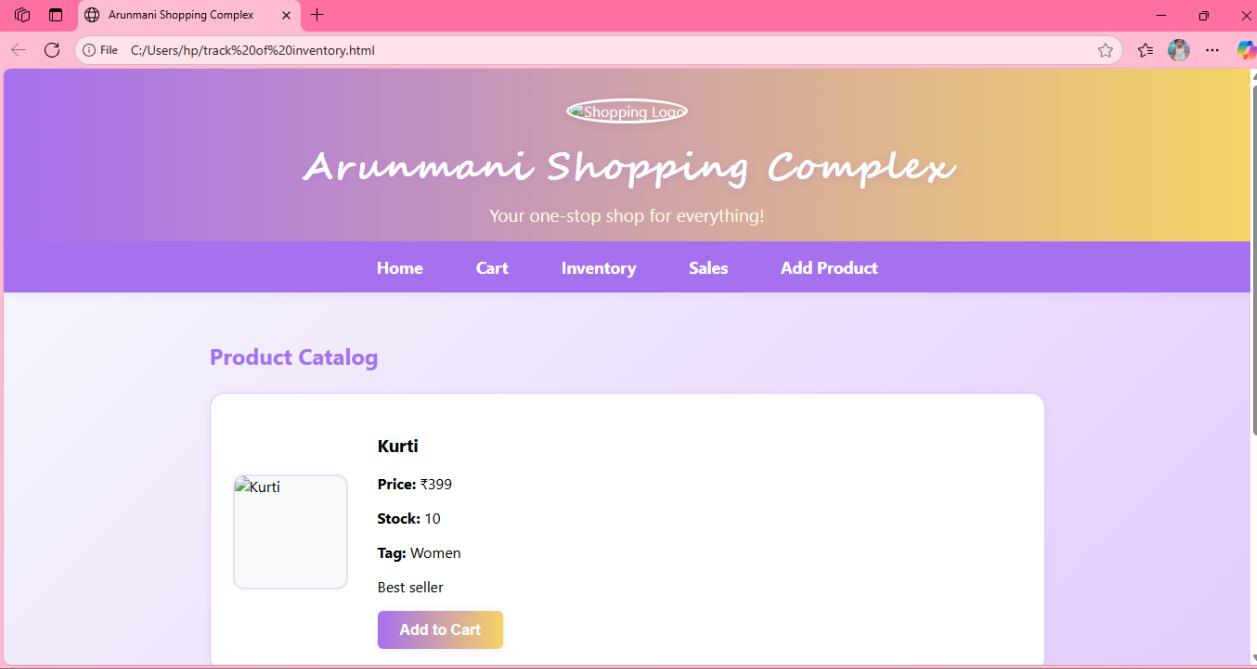 Arunmani Shopping Complex
File C:/Users/hp/track%20of%20inventory.html
Shopping Logo
Arunmani Shopping Complex
Your one-stop shop for everything!
Home Cart Inventory Sales Add Product
Product Catalog
Kurti
Kurti
Price: ₹399
Stock: 10
Tag: Women
Best seller
Add to Cart